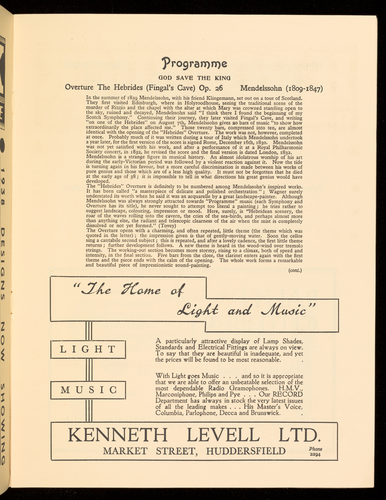 Programme
GOD SAVE THE KING
Overture The Hebrides (Fingal's Cave) Op. 26 Mendelssohn (1809-1847)
In the summer of 1829 Mendelssohn, with his friend Klingemann, set out on a tour of Scotland.
They first visited Edinburgh, where in Holyroodhouse, seeing the traditional scene of the
murder of Rizzio and the chapel with the altar at which Mary was crowned standing open to
the sky, ruined and decayed, Mendelssohn said "I think there I found the beginning of my
Scotch Symphony." Continuing their journey, they later visited Fingal's Cave, and writing
"on one of the Hebrides" on August 7th, Mendelssohn gives 20 bars of music "to show how
extraordinarily the place affected me." Those twenty bars, compressed into ten, are almost
identical with the opening of the "Hebrides" Overture. The work was not, however, completed
at once. Probably much of it was written during a tour of Italy which Mendelssohn undertook
a year later, for the first version of the score is signed Rome, December 16th, 1830. Mendelssohn
was not yet satisfied with his work, and after a performance of it at a Royal Philharmonic
Society concert, in 1832, he revised the score and the final version is dated London, 1832.
Mendelssohn is a strange figure in musical history. An almost idolatrous worship of his art
during the early-Victorian period was followed by a violent reaction against it. Now the tide
is turning again in his favour; but a more careful discrimination is made between his works of
pure genius and those which are of a less high quality. It must not be forgotten that he died
at the early age of 38; it is impossible to tell in what directions his great genius would have
developed.
The "Hebrides" Overture is definitely to be numbered among Mendelssohn's inspired works.
It has been called "a masterpiece of delicate and polished orchestration"; Wagner neatly
understood its worth when he said it was an aquarelle by a great landscape-painter. Although
Mendelssohn was always strongly attracted towards "Programme" music (each Symphony and
Overture has its title), he never sought to attempt too literal a painting: he tries rather to
suggest landscape, colouring, impression or mood. Here, surely, is "Hebridean scenery, the
roar of the waves rolling into the cavern, the cries of the sea-birds, and perhaps almost more
than anything else, the radiant and telescopic clearness of the air when the mist is completely
dissolved or not yet formed." (Tovey)
The Overture opens with a charming, and often repeated, little theme (the theme which was
quoted in the letter); the impression given is that of gently-moving water. Soon the cellos
sing a cantabile second subject; this is repeated, and after a lovely cadence, the first little theme
returns: further development follows. A new theme is heard in the wood-wind over tremolo
strings. The working-out section becomes more stormy, rising to a climax, both of speed and
intensity, in the final section. Five bars from the close, the clarinet enters again with the first
theme and the piece ends with the calm of the opening. The whole work forms a remarkable
and beautiful piece of impressionistic sound-painting.
(cont.)
"The Home of
Light and Music"
LIGHT
MUSIC
A particularly attractive display of Lamp Shades,
Standards and Electrical Fittings are always on view.
To say that they are beautiful is inadequate, and yet
the prices will be found to be most reasonable.
With Light goes Music . . . and so it is appropriate
that we are able to offer an unbeatable selection of the
most dependable Radio Gramophones. H.M.V.,
Marconiphone, Philips and Pye . . . Our RECORD
Department has always in stock the very latest issues
of all the leading makes . . . His Master's Voice,
Columbia, Parlophone, Decca and Brunswick.
KENNETH LEVELL LTD.
MARKET STREET, HUDDERSFIELD Phone
2294
1938 DESIGNS NOW SHOWING